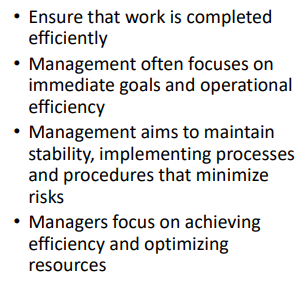 • Ensure that work is completed
efficiently
• Management often focuses on
immediate goals and operational
efficiency
• Management aims to maintain
stability, implementing processes
and procedures that minimize
risks
• Managers focus on achieving
efficiency and optimizing
resources